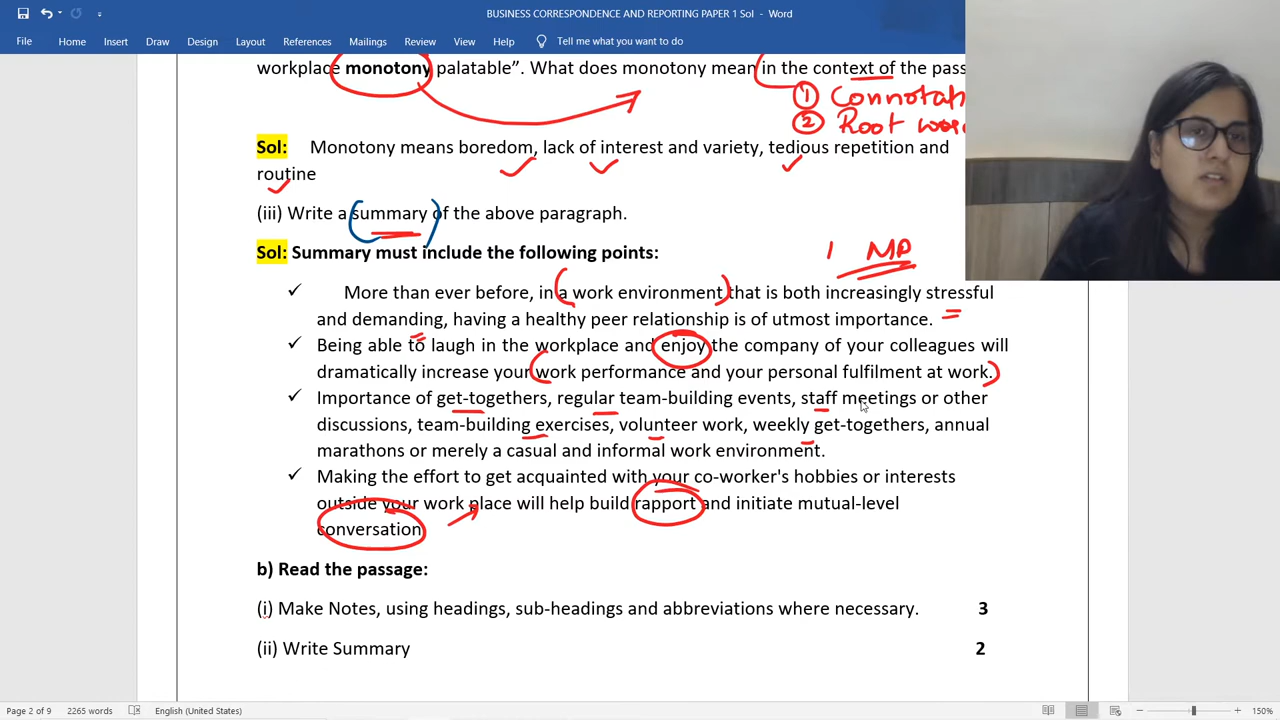 BUSINESS CORRESPONDENCE AND REPORTING PAPER 1 Sol - Word
File Home Insert Draw Design Layout References Mailings Review View Help Tell me what you want to do
workplace monotony palatable”. What does monotony mean in the context of the pass
① Connotat
② Root
Sol: Monotony means boredom, lack of interest and variety, tedious repetition and
routine
(iii) Write a summary of the above paragraph.
Sol: Summary must include the following points:
1 MP
✓ More than ever before, in a work environment that is both increasingly stressful
and demanding, having a healthy peer relationship is of utmost importance.
✓ Being able to laugh in the workplace and enjoy the company of your colleagues will
dramatically increase your work performance and your personal fulfilment at work.
✓ Importance of get-togethers, regular team-building events, staff meetings or other
discussions, team-building exercises, volunteer work, weekly get-togethers, annual
marathons or merely a casual and informal work environment.
✓ Making the effort to get acquainted with your co-worker's hobbies or interests
outside your work place will help build rapport and initiate mutual-level
conversation
b) Read the passage:
(i) Make Notes, using headings, sub-headings and abbreviations where necessary. 3
(ii) Write Summary 2
Page 2 of 9 2265 words English (United States) 150%